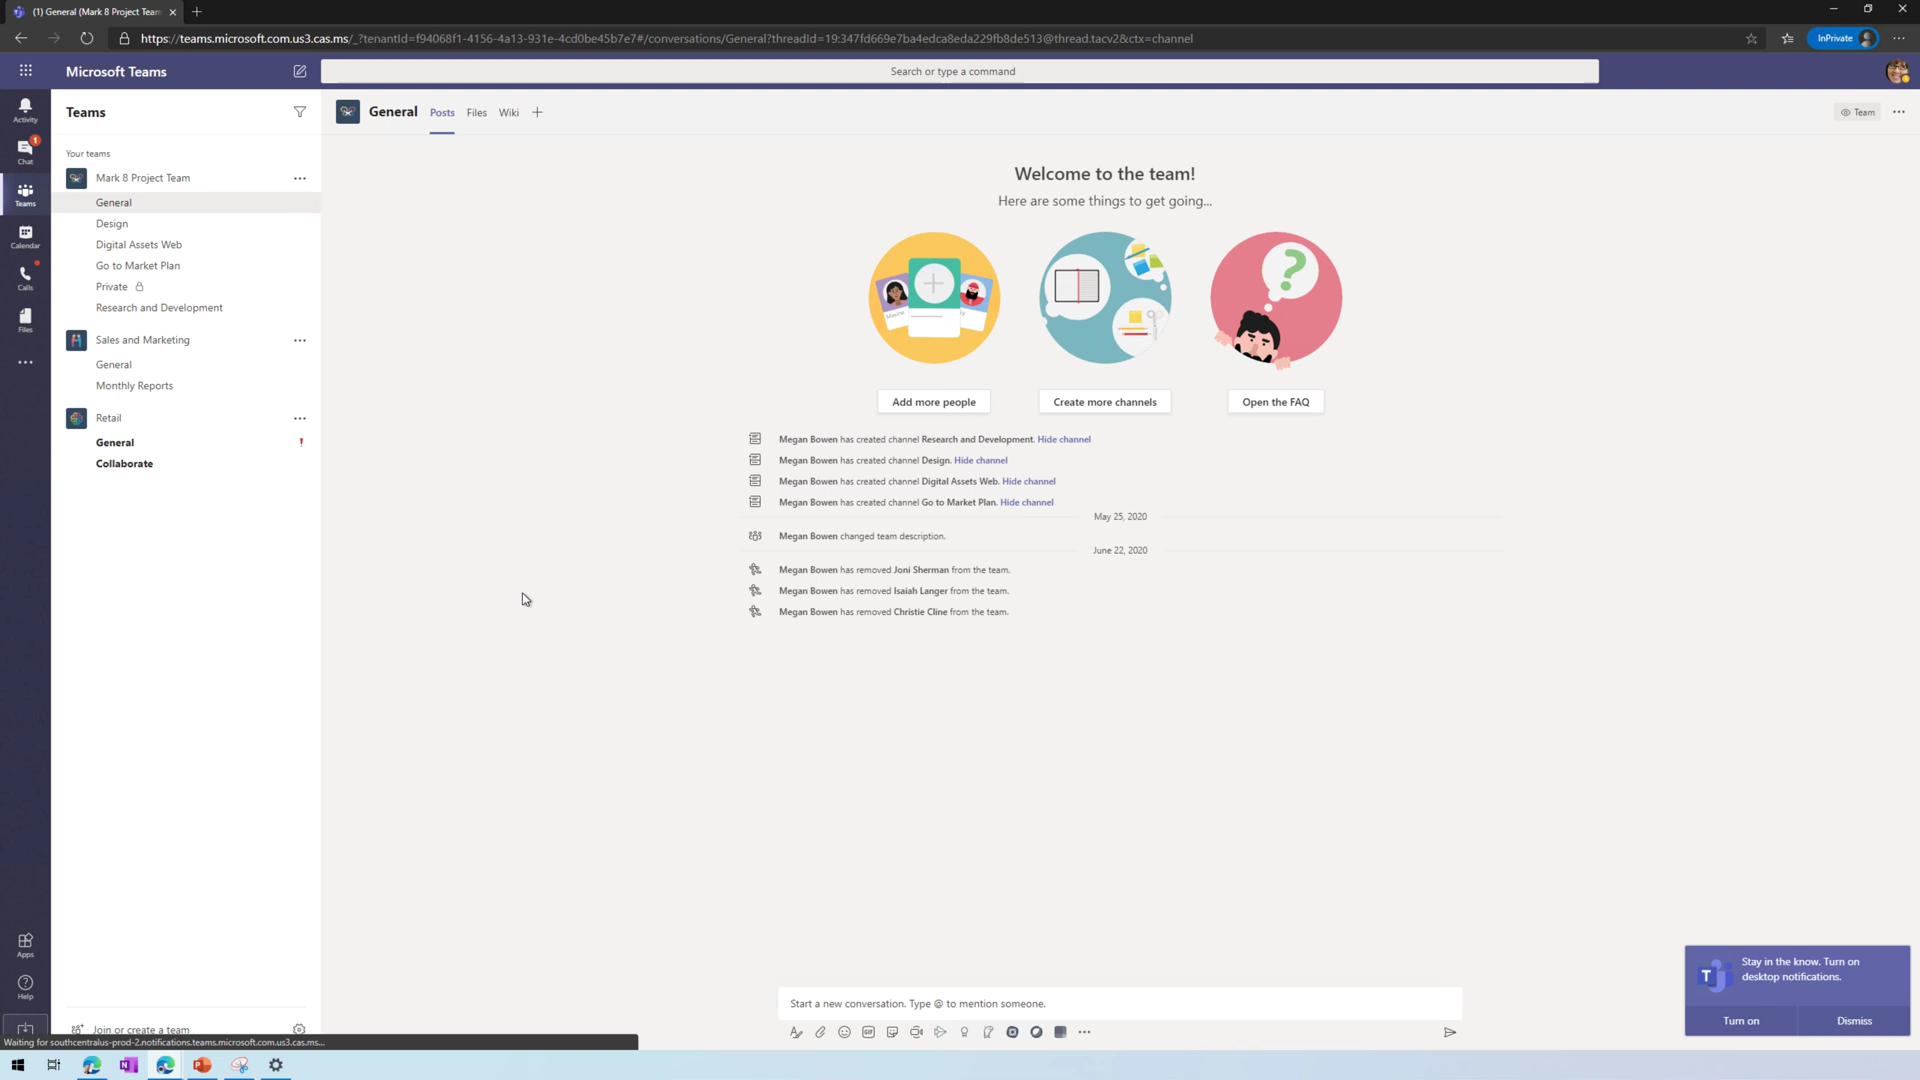 (1) General (Mark 8 Project Team
https://teams.microsoft.com.us3.cas.ms/_?tenantId=f94068f1-4156-4a13-931e-4cd0be45b7e7#/conversations/General?threadId=19:347fd669e7ba4edca8eda229fb8de513@thread.tacv2&ctx=channel
InPrivate
Microsoft Teams
Search or type a command
Activity
Chat
1
Teams
Calendar
Calls
Files
Apps
Help
Teams
Your teams
Mark 8 Project Team
General
Design
Digital Assets Web
Go to Market Plan
Private
Research and Development
Sales and Marketing
General
Monthly Reports
Retail
General
Collaborate
Join or create a team
General Posts Files Wiki
Team
Welcome to the team!
Here are some things to get going...
Maxine
Add more people
Create more channels
Open the FAQ
Megan Bowen has created channel Research and Development. Hide channel
Megan Bowen has created channel Design. Hide channel
Megan Bowen has created channel Digital Assets Web. Hide channel
Megan Bowen has created channel Go to Market Plan. Hide channel
May 25, 2020
Megan Bowen changed team description.
June 22, 2020
Megan Bowen has removed Joni Sherman from the team.
Megan Bowen has removed Isaiah Langer from the team.
Megan Bowen has removed Christie Cline from the team.
Start a new conversation. Type @ to mention someone.
GIF
Stay in the know. Turn on
desktop notifications.
Turn on
Dismiss
Waiting for southcentralus-prod-2.notifications.teams.microsoft.com.us3.cas.ms...